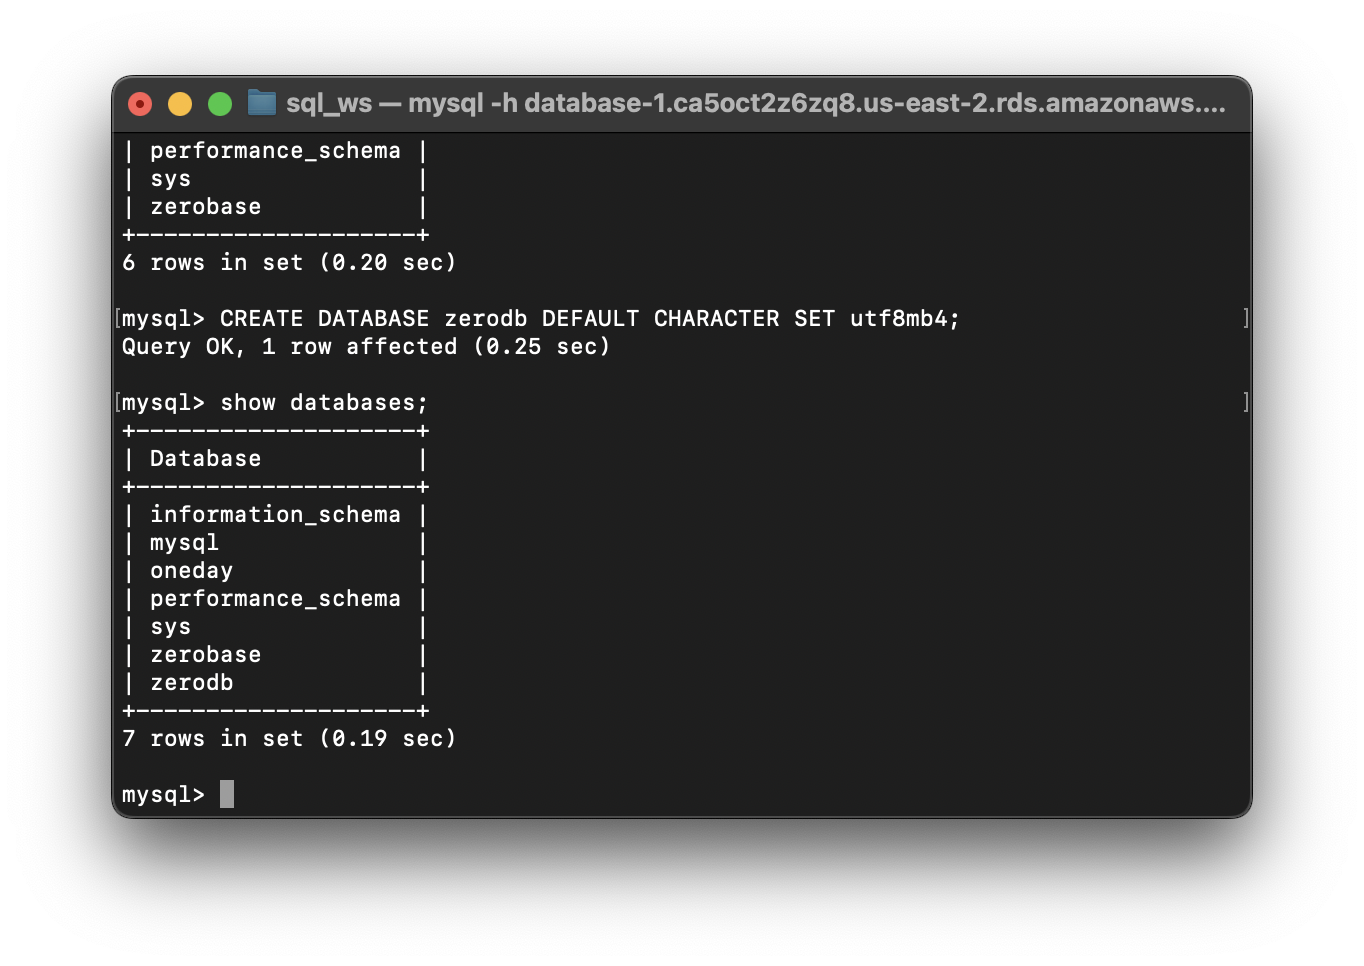 sql_ws — mysql -h database-1.ca5oct2z6zq8.us-east-2.rds.amazonaws....
| performance_schema |
| sys                |
| zerobase           |
+--------------------+
6 rows in set (0.20 sec)
[mysql> CREATE DATABASE zerodb DEFAULT CHARACTER SET utf8mb4; ]
Query OK, 1 row affected (0.25 sec)
[mysql> show databases; ]
+--------------------+
| Database           |
+--------------------+
| information_schema |
| mysql              |
| oneday             |
| performance_schema |
| sys                |
| zerobase           |
| zerodb             |
+--------------------+
7 rows in set (0.19 sec)
mysql>